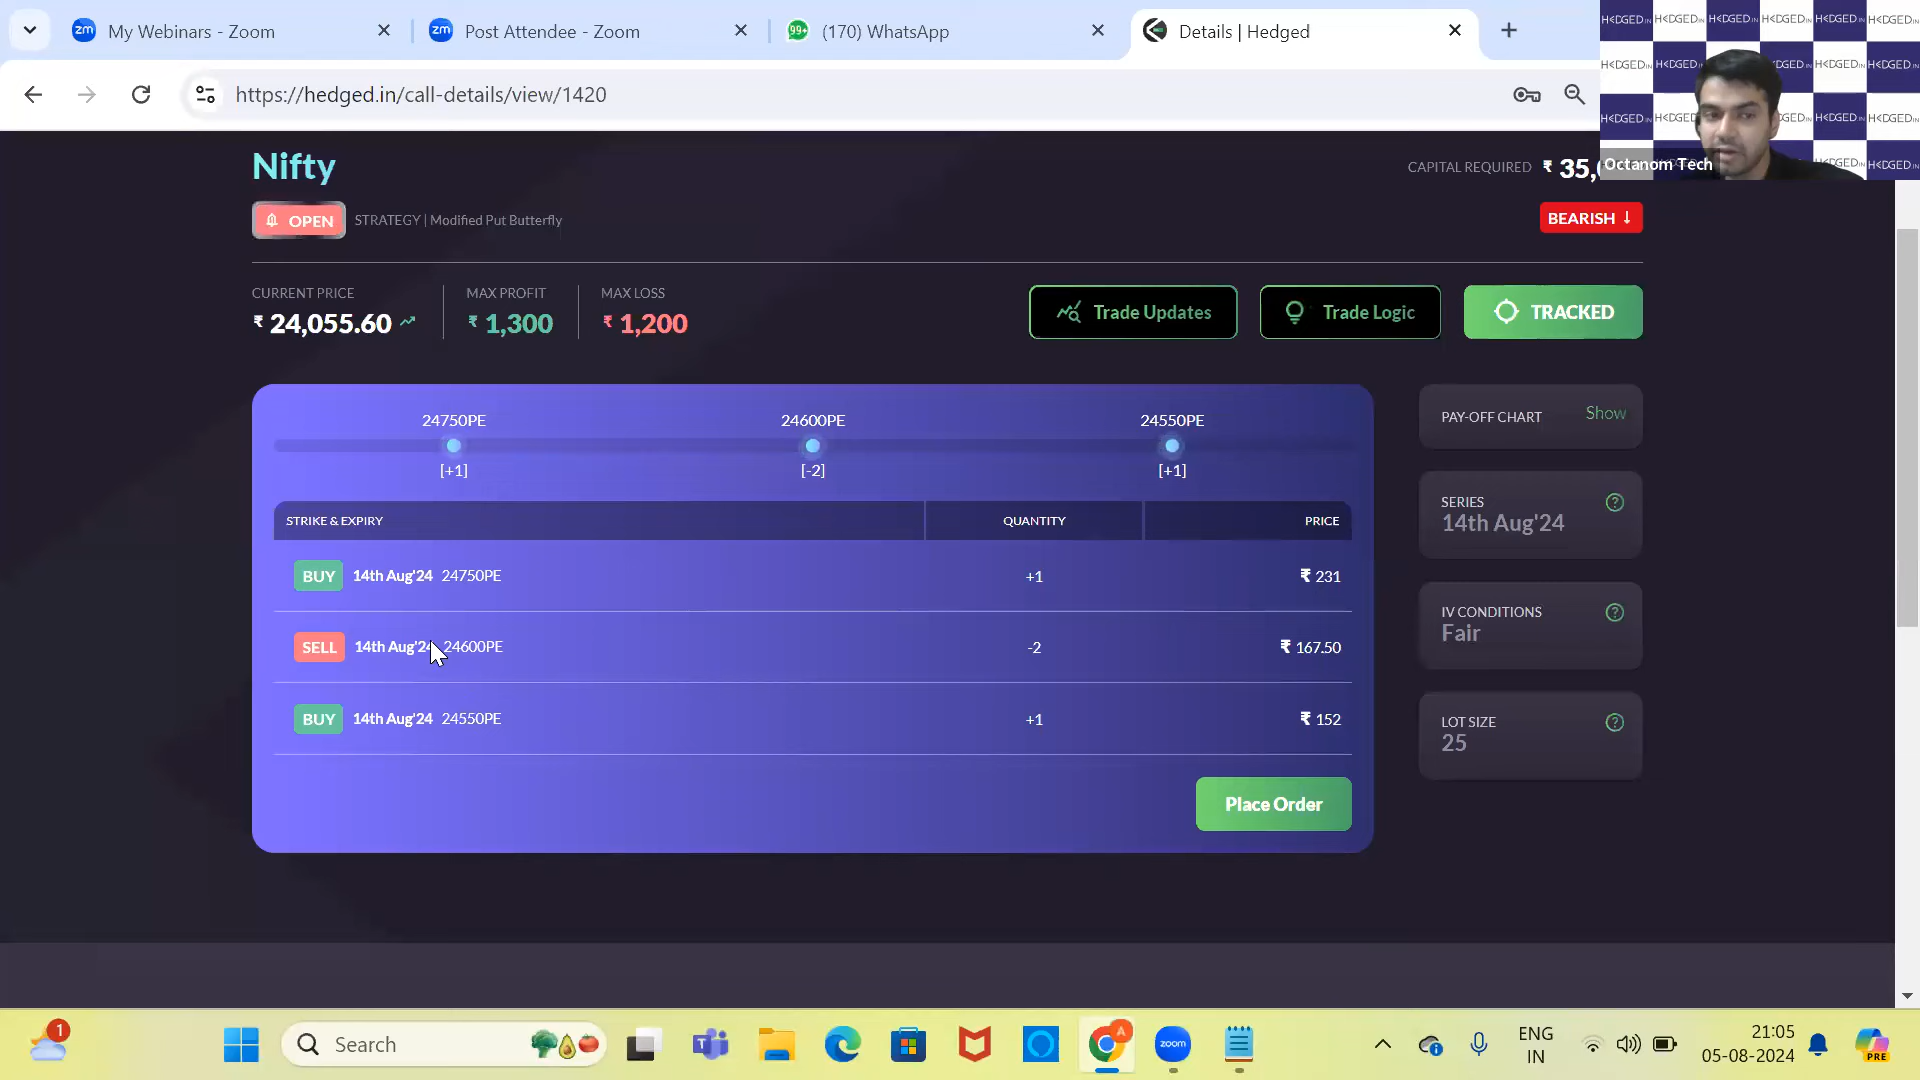 My Webinars - Zoom
Post Attendee - Zoom
99+
(170) WhatsApp
Details | Hedged
https://hedged.in/call-details/view/1420
Octanom Tech
Nifty
CAPITAL REQUIRED ₹ 35,
OPEN
STRATEGY | Modified Put Butterfly
BEARISH ↓
CURRENT PRICE
₹ 24,055.60
MAX PROFIT
₹ 1,300
MAX LOSS
₹ 1,200
Trade Updates
Trade Logic
TRACKED
24750PE
24600PE
24550PE
[+1]
[-2]
[+1]
STRIKE & EXPIRY
QUANTITY
PRICE
BUY 14th Aug'24 24750PE +1 ₹ 231
SELL 14th Aug'24 24600PE -2 ₹ 167.50
BUY 14th Aug'24 24550PE +1 ₹ 152
Place Order
PAY-OFF CHART Show
SERIES
14th Aug'24
IV CONDITIONS
Fair
LOT SIZE
25
1
Search
zoom
ENG
IN
21:05
05-08-2024
PRE